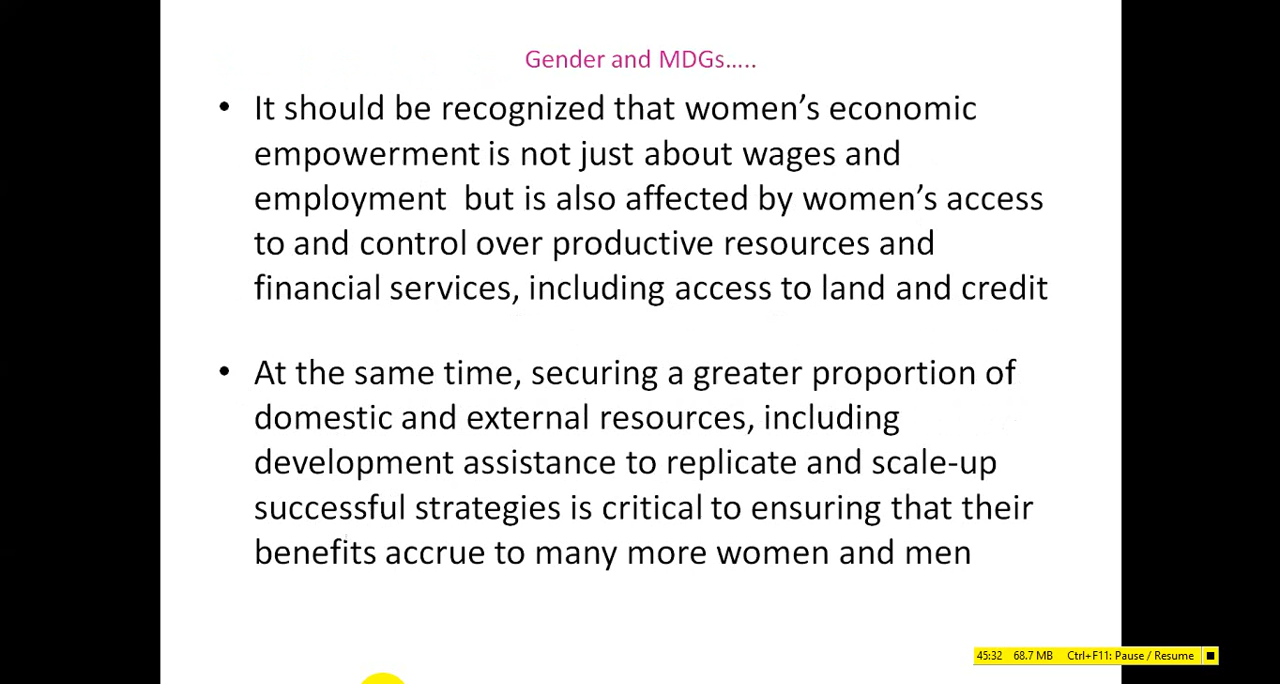 Gender and MDGs.....
• It should be recognized that women's economic
empowerment is not just about wages and
employment but is also affected by women's access
to and control over productive resources and
financial services, including access to land and credit
• At the same time, securing a greater proportion of
domestic and external resources, including
development assistance to replicate and scale-up
successful strategies is critical to ensuring that their
benefits accrue to many more women and men
45:32 68.7 MB Ctrl+F11: Pause / Resume